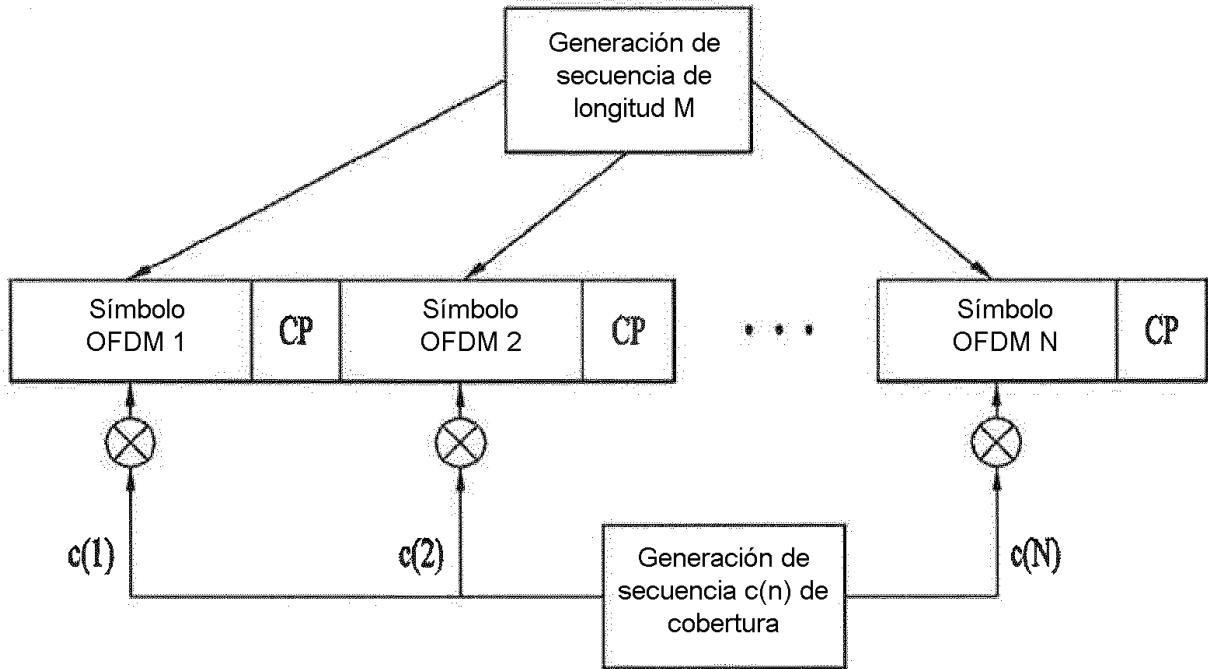 Generación de
secuencia de
longitud M
Símbolo
OFDM 1
CP
Símbolo
OFDM 2
CP
Símbolo
OFDM N
CP
c(1)
c(2)
c(N)
Generación de
secuencia c(n) de
cobertura